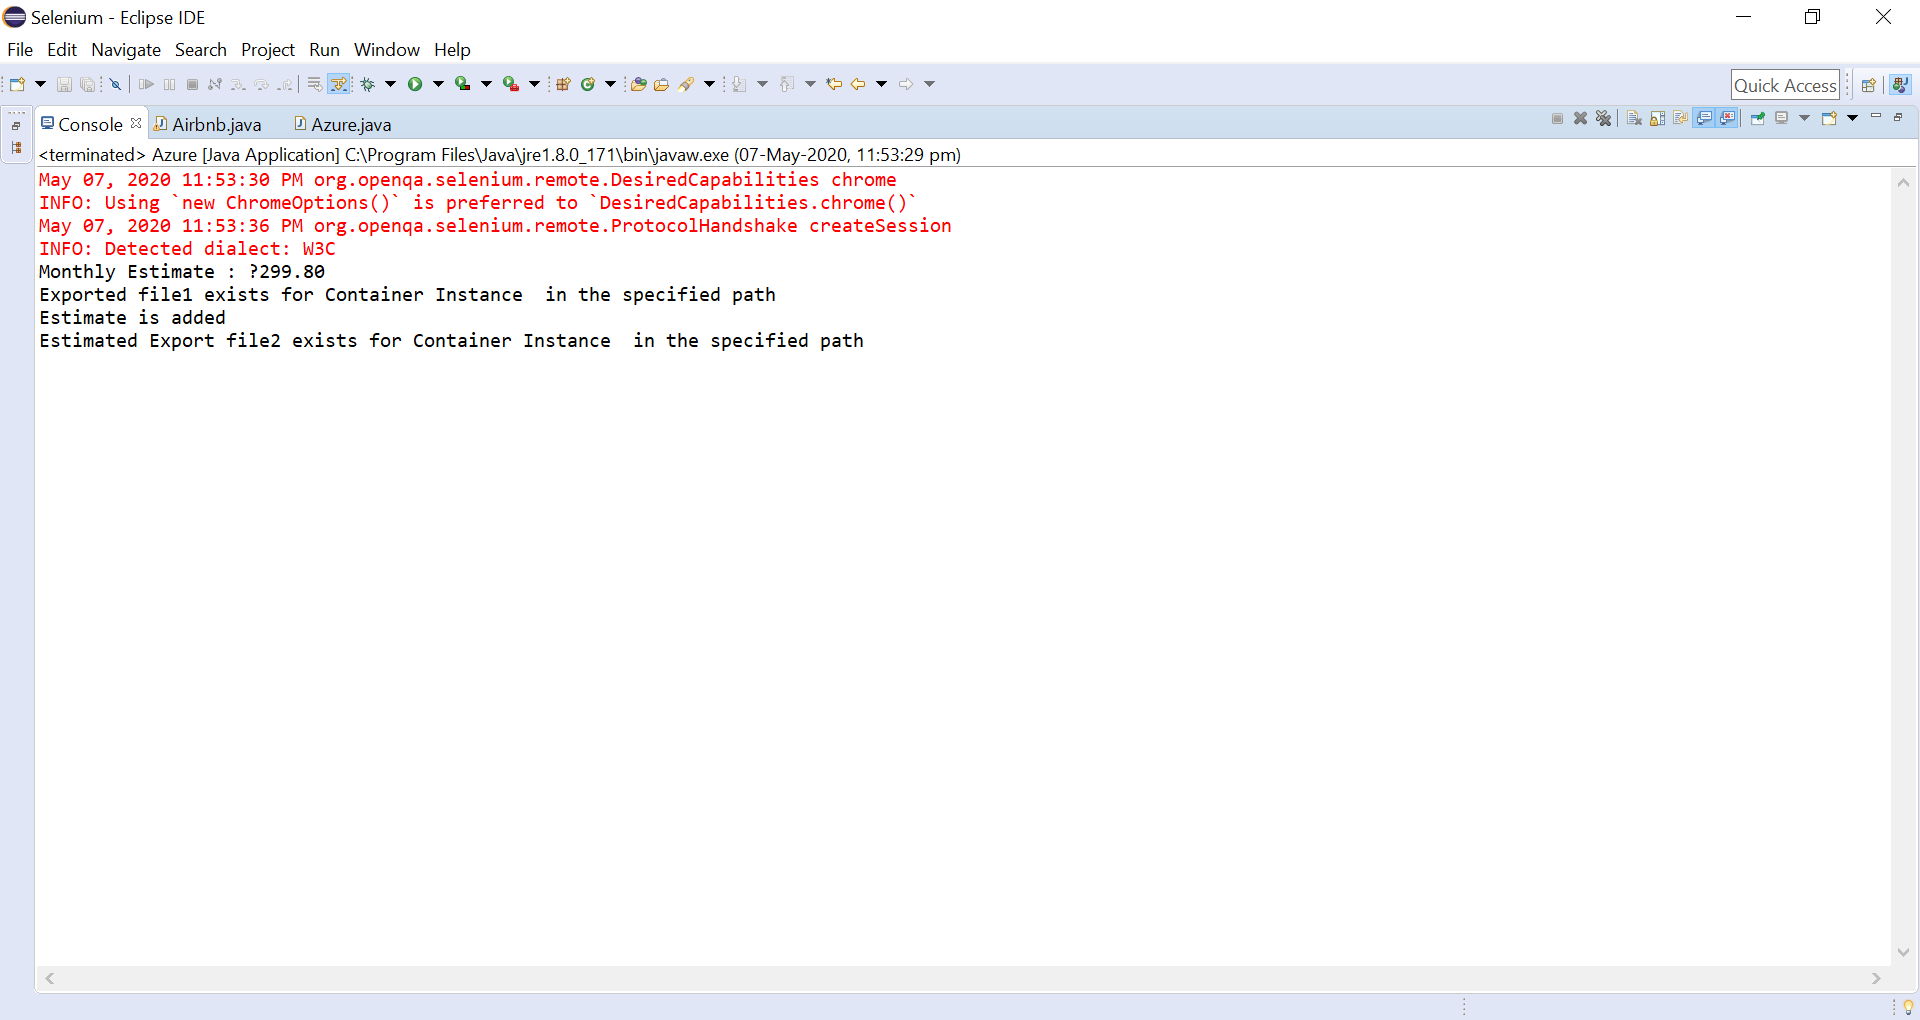 Selenium - Eclipse IDE
File Edit Navigate Search Project Run Window Help
Quick Access
Console Airbnb.java Azure.java
<terminated> Azure [Java Application] C:\Program Files\Java\jre1.8.0_171\bin\javaw.exe (07-May-2020, 11:53:29 pm)
May 07, 2020 11:53:30 PM org.openqa.selenium.remote.DesiredCapabilities chrome
INFO: Using `new ChromeOptions()` is preferred to `DesiredCapabilities.chrome()`
May 07, 2020 11:53:36 PM org.openqa.selenium.remote.ProtocolHandshake createSession
INFO: Detected dialect: W3C
Monthly Estimate : ?299.80
Exported file1 exists for Container Instance  in the specified path
Estimate is added
Estimated Export file2 exists for Container Instance  in the specified path